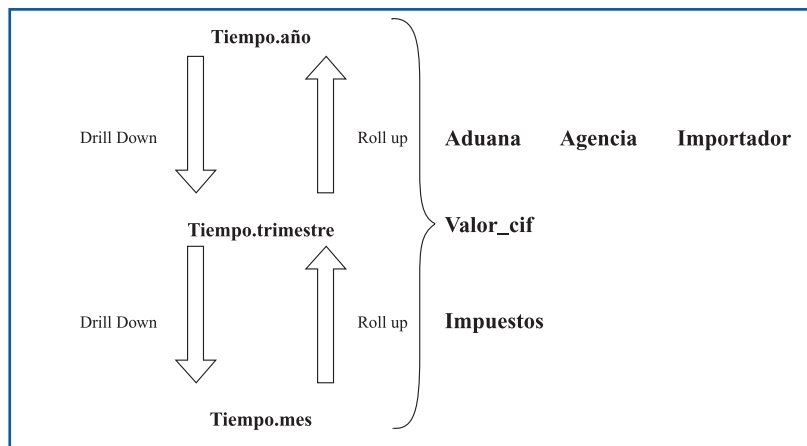 Tiempo.año
Drill Down
Roll up
Aduana Agencia Importador
Tiempo.trimestre
Valor_cif
Drill Down
Roll up
Impuestos
Tiempo.mes